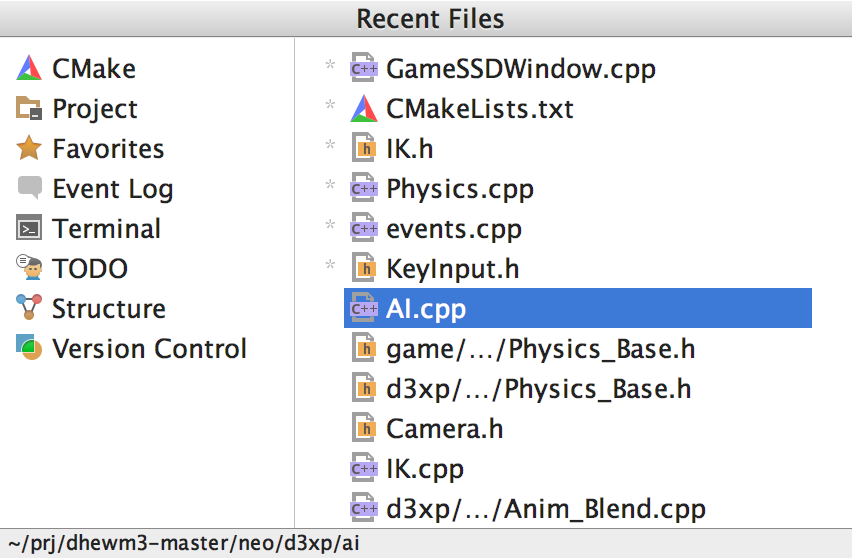 Recent Files
CMake
Project
Favorites
Event Log
Terminal
TODO
Structure
Version Control
* C++ GameSSDWindow.cpp
* CMakeLists.txt
* h IK.h
* C++ Physics.cpp
* C++ events.cpp
* h KeyInput.h
C++ AI.cpp
h game/.../Physics_Base.h
h d3xp/.../Physics_Base.h
h Camera.h
C++ IK.cpp
C++ d3xp/.../Anim_Blend.cpp
~/prj/dhewm3-master/neo/d3xp/ai